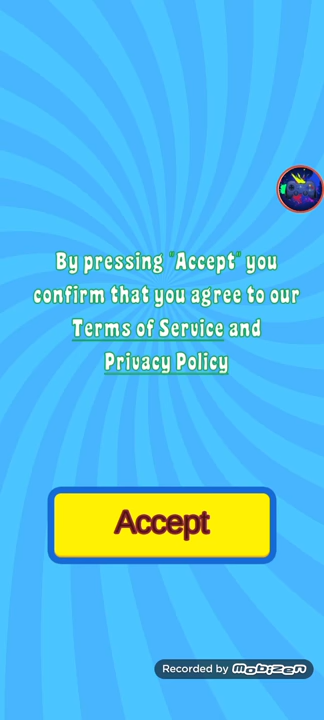 By pressing "Accept" you
confirm that you agree to our
Terms of Service and
Privacy Policy
Accept
Recorded by mobizen